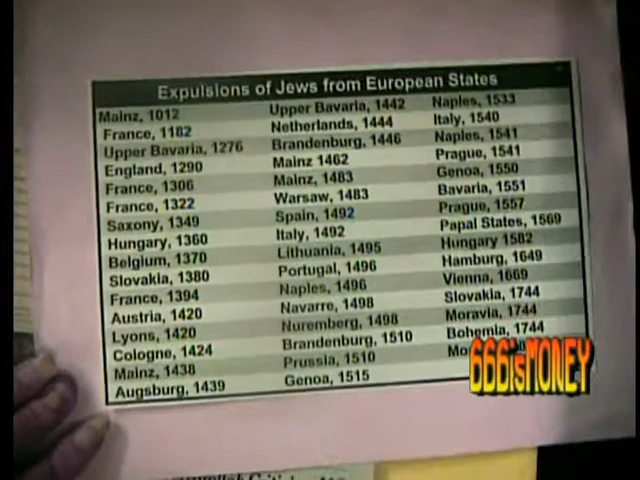 Expulsions of Jews from European States
Mainz, 1012
France, 1182
Upper Bavaria, 1276
England, 1290
France, 1306
France, 1322
Saxony, 1349
Hungary, 1360
Belgium, 1370
Slovakia, 1380
France, 1394
Austria, 1420
Lyons, 1420
Cologne, 1424
Mainz, 1438
Augsburg, 1439
Upper Bavaria, 1442
Netherlands, 1444
Brandenburg, 1446
Mainz 1462
Mainz, 1483
Warsaw, 1483
Spain, 1492
Italy, 1492
Lithuania, 1495
Portugal, 1496
Naples, 1496
Navarre, 1498
Nuremberg, 1498
Brandenburg, 1510
Prussia, 1510
Genoa, 1515
Naples, 1533
Italy, 1540
Naples, 1541
Prague, 1541
Genoa, 1550
Bavaria, 1551
Prague, 1557
Papal States, 1569
Hungary 1582
Hamburg, 1649
Vienna, 1669
Slovakia, 1744
Moravia, 1744
Bohemia, 1744
666isMONEY